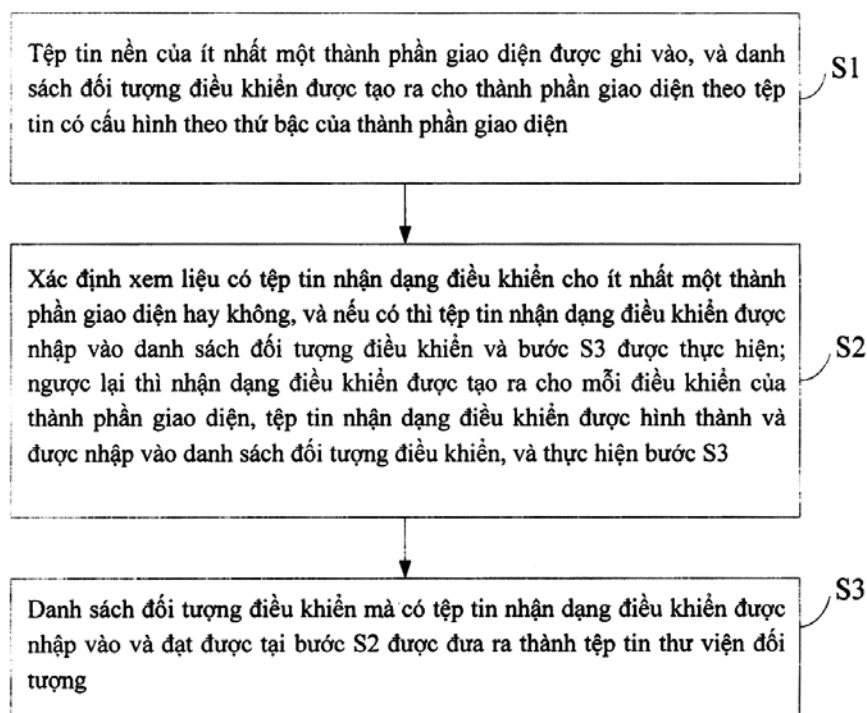 Tệp tin nền của ít nhất một thành phần giao diện được ghi vào, và danh
sách đối tượng điều khiển được tạo ra cho thành phần giao diện theo tệp
tin có cấu hình theo thứ bậc của thành phần giao diện
S1
Xác định xem liệu có tệp tin nhận dạng điều khiển cho ít nhất một thành
phần giao diện hay không, và nếu có thì tệp tin nhận dạng điều khiển được
nhập vào danh sách đối tượng điều khiển và bước S3 được thực hiện;
ngược lại thì nhận dạng điều khiển được tạo ra cho mỗi điều khiển của
thành phần giao diện, tệp tin nhận dạng điều khiển được hình thành và
được nhập vào danh sách đối tượng điều khiển, và thực hiện bước S3
S2
Danh sách đối tượng điều khiển mà có tệp tin nhận dạng điều khiển được
nhập vào và đạt được tại bước S2 được đưa ra thành tệp tin thư viện đối
tượng
S3